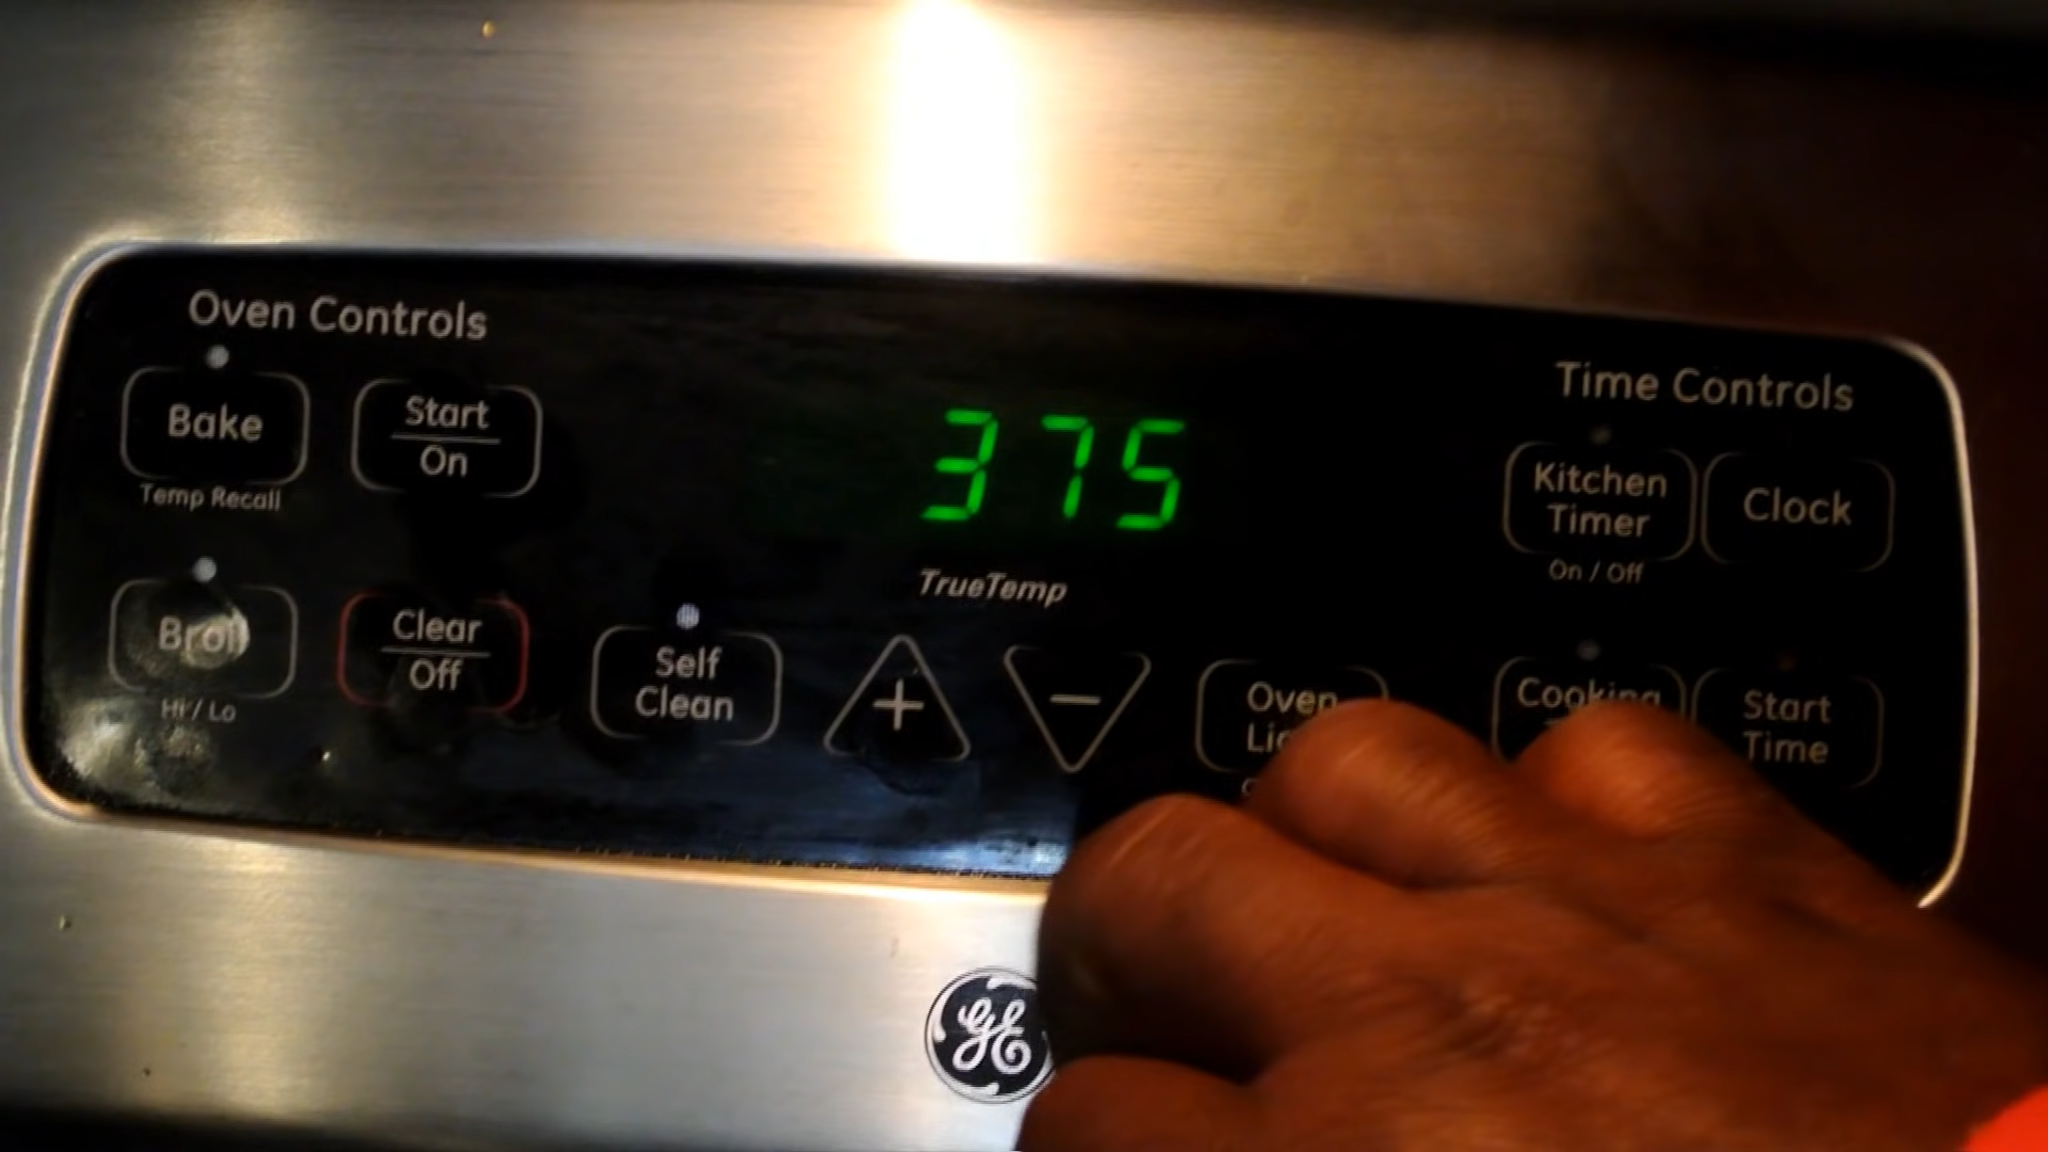 Oven Controls
Bake
Temp Recall
Start
On
Broil
Hi / Lo
Clear
Off
Self
Clean
375
TrueTemp
+
−
Oven
Time Controls
Kitchen
Timer
On / Off
Clock
Cooking
Start
Time
GE